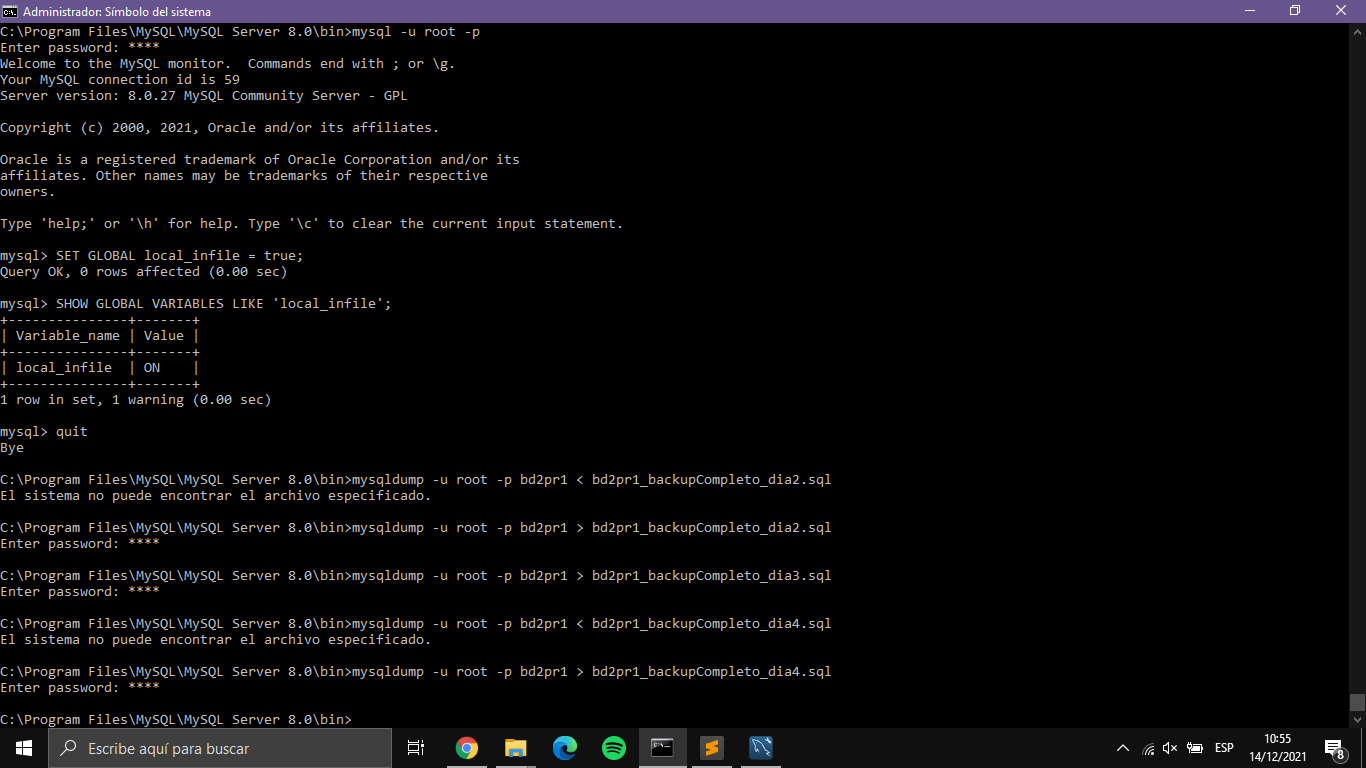 Administrador: Símbolo del sistema
C:\Program Files\MySQL\MySQL Server 8.0\bin>mysql -u root -p
Enter password: ****
Welcome to the MySQL monitor.  Commands end with ; or \g.
Your MySQL connection id is 59
Server version: 8.0.27 MySQL Community Server - GPL
Copyright (c) 2000, 2021, Oracle and/or its affiliates.
Oracle is a registered trademark of Oracle Corporation and/or its
affiliates. Other names may be trademarks of their respective
owners.
Type 'help;' or '\h' for help. Type '\c' to clear the current input statement.
mysql> SET GLOBAL local_infile = true;
Query OK, 0 rows affected (0.00 sec)
mysql> SHOW GLOBAL VARIABLES LIKE 'local_infile';
+---------------+-------+
| Variable_name | Value |
+---------------+-------+
| local_infile  | ON    |
+---------------+-------+
1 row in set, 1 warning (0.00 sec)
mysql> quit
Bye
C:\Program Files\MySQL\MySQL Server 8.0\bin>mysqldump -u root -p bd2pr1 < bd2pr1_backupCompleto_dia2.sql
El sistema no puede encontrar el archivo especificado.
C:\Program Files\MySQL\MySQL Server 8.0\bin>mysqldump -u root -p bd2pr1 > bd2pr1_backupCompleto_dia2.sql
Enter password: ****
C:\Program Files\MySQL\MySQL Server 8.0\bin>mysqldump -u root -p bd2pr1 > bd2pr1_backupCompleto_dia3.sql
Enter password: ****
C:\Program Files\MySQL\MySQL Server 8.0\bin>mysqldump -u root -p bd2pr1 < bd2pr1_backupCompleto_dia4.sql
El sistema no puede encontrar el archivo especificado.
C:\Program Files\MySQL\MySQL Server 8.0\bin>mysqldump -u root -p bd2pr1 > bd2pr1_backupCompleto_dia4.sql
Enter password: ****
C:\Program Files\MySQL\MySQL Server 8.0\bin>
Escribe aquí para buscar
ESP
10:55
14/12/2021
8